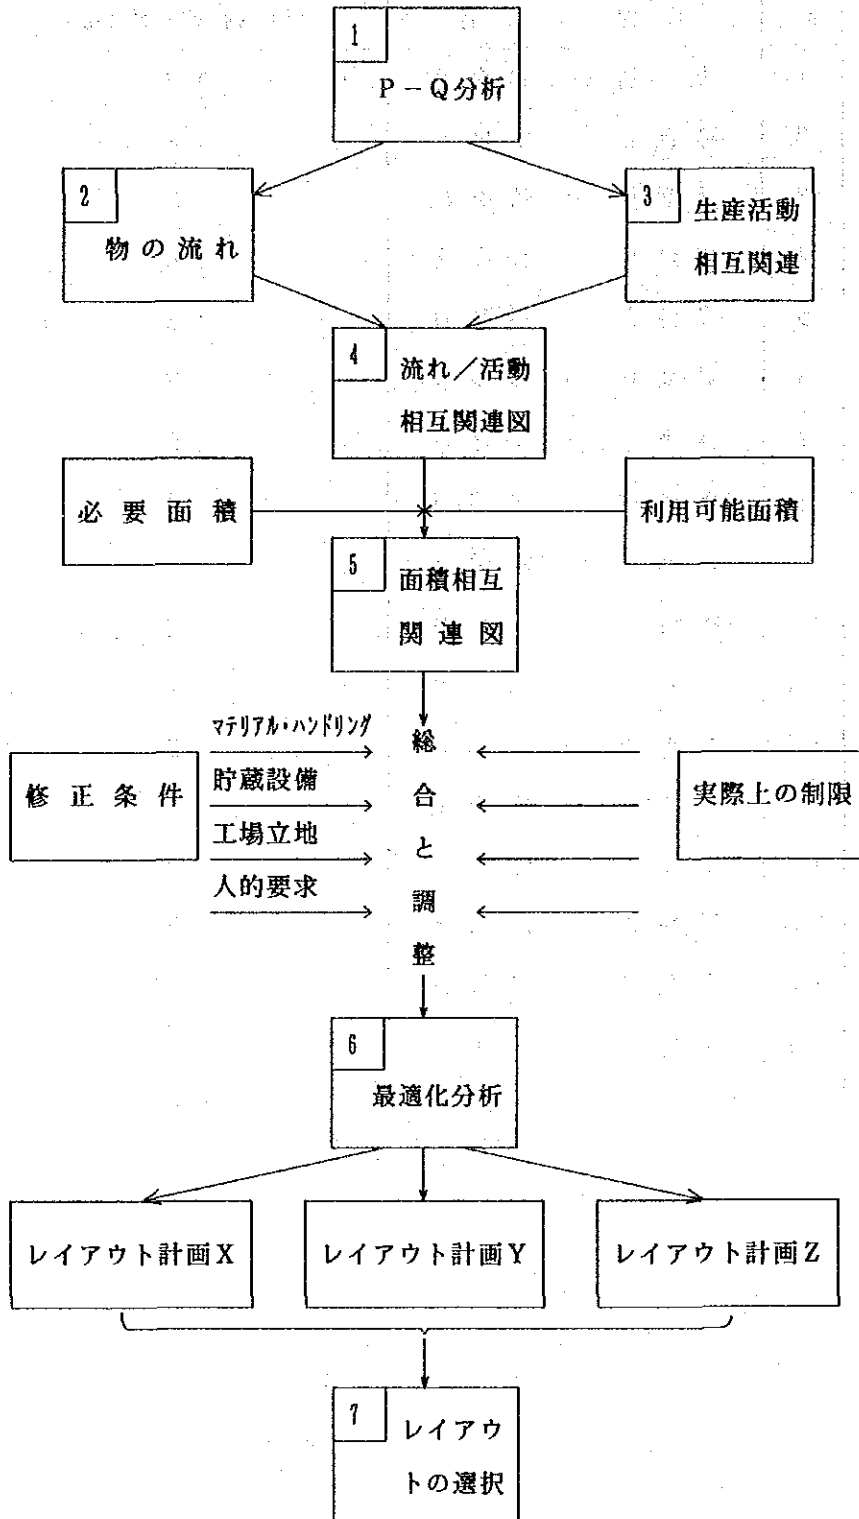 1
P－Q分析
2
物の流れ
3
生産活動
相互関連
4
流れ／活動
相互関連図
必要面積
利用可能面積
5
面積相互
関連図
修正条件
マテリアル・ハンドリング
貯蔵設備
工場立地
人的要求
総
合
と
調
整
実際上の制限
6
最適化分析
レイアウト計画X
レイアウト計画Y
レイアウト計画Z
7
レイアウ
トの選択